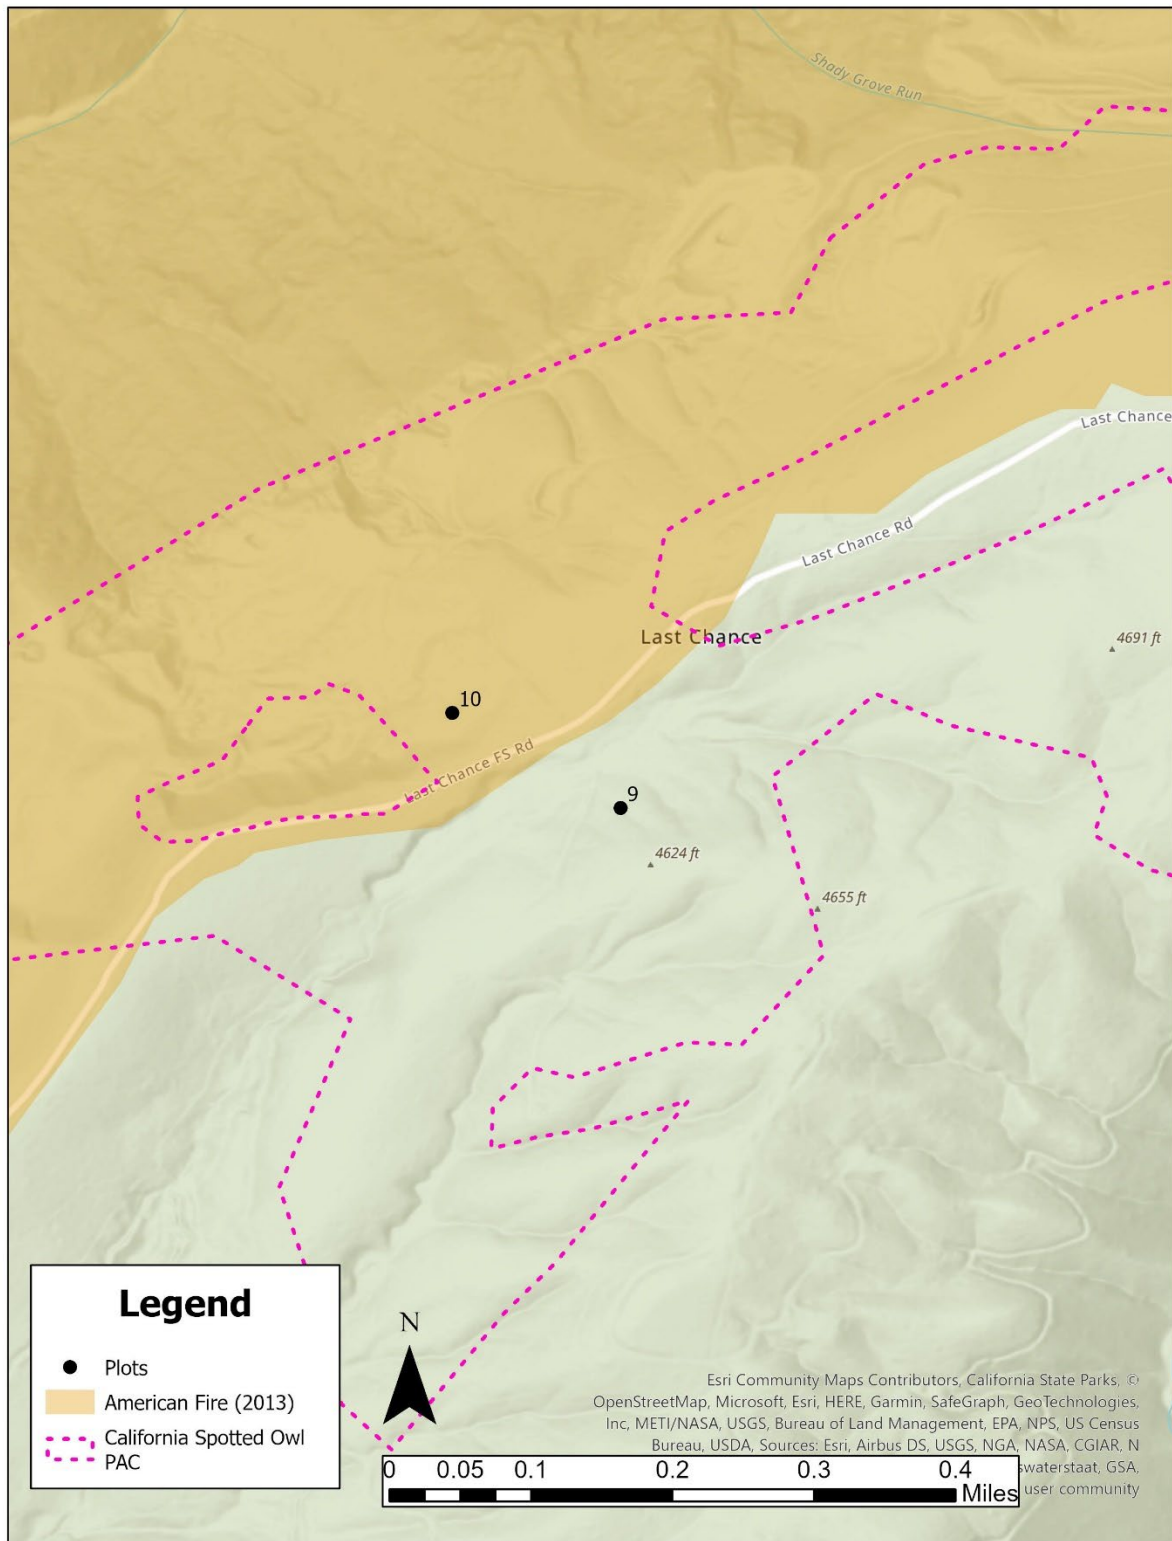 Shady Grove Run
Last Chance
Last Chance Rd
Last Chance
4691 ft
10
Last Chance FS Rd
9
4624 ft
4655 ft
Legend
Plots
American Fire (2013)
California Spotted Owl
PAC
N
Esri Community Maps Contributors, California State Parks, ©
OpenStreetMap, Microsoft, Esri, HERE, Garmin, SafeGraph, GeoTechnologies,
Inc, METI/NASA, USGS, Bureau of Land Management, EPA, NPS, US Census
Bureau, USDA, Sources: Esri, Airbus DS, USGS, NGA, NASA, CGIAR, N
swaterstaat, GSA,
user community
0 0.05 0.1 0.2 0.3 0.4
Miles